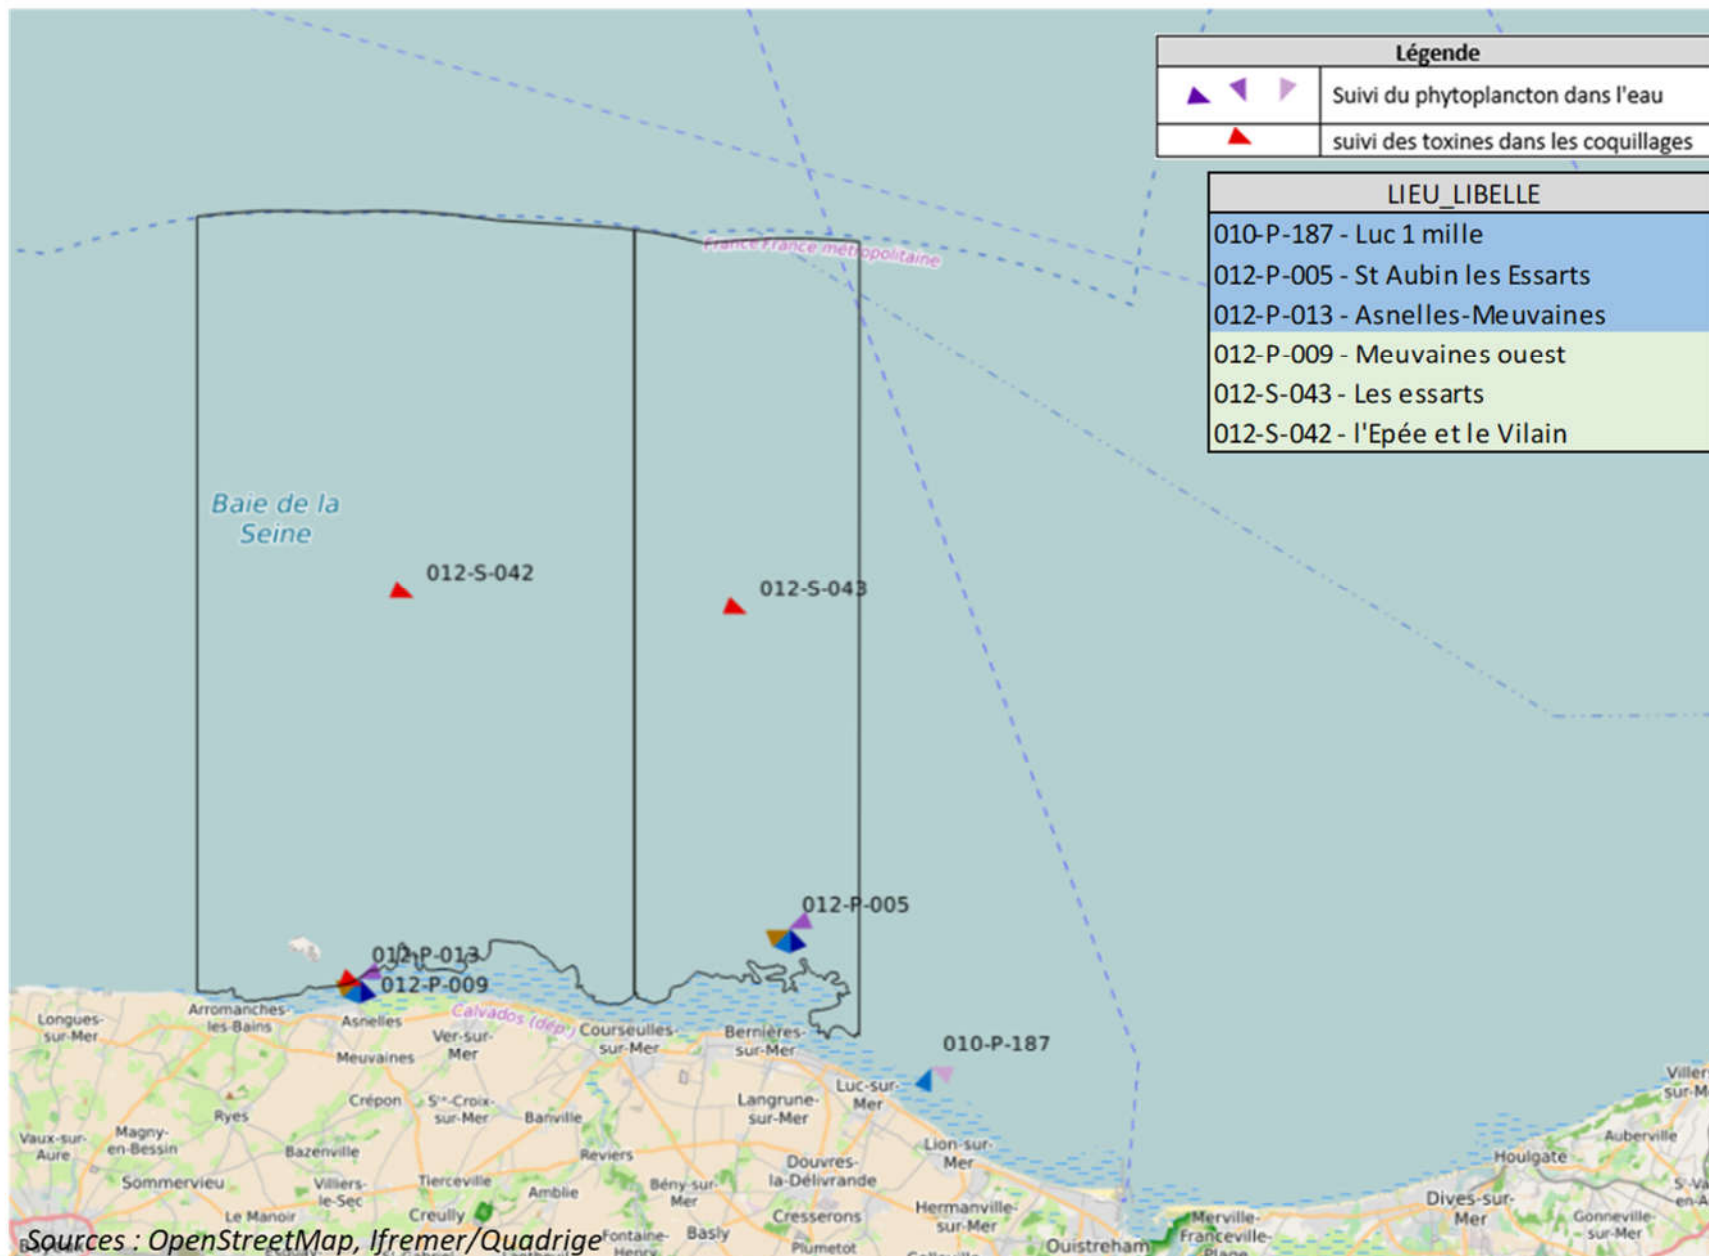 Légende
Suivi du phytoplancton dans l'eau
suivi des toxines dans les coquillages
LIEU_LIBELLE
010-P-187 - Luc 1 mille
012-P-005 - St Aubin les Essarts
012-P-013 - Asnelles-Meuvaines
012-P-009 - Meuvaines ouest
012-S-043 - Les essarts
012-S-042 - l'Epée et le Vilain
France France métropolitaine
Baie de la
Seine
012-S-042
012-S-043
012-P-005
012-P-013
012-P-009
010-P-187
Longues-
sur-Mer
Arromanches-
les-Bains
Asnelles
Calvados (dép.)
Ver-sur-
Mer
Courseulles-
sur-Mer
Bernières-
sur-Mer
Meuvaines
Luc-sur-
Mer
Viller
sur-M
Crépon
Ste-Croix-
sur-Mer
Banville
Langrune-
sur-Mer
Ryes
Vaux-sur-
Aure
Magny-
en-Bessin
Bazenville
Reviers
Lion-sur-
Mer
Auberville
Houlgate
Sommervieu
Villiers-
le-Sec
Tierceville
Amblie
Bény-sur-
Mer
Douvres-
la-Délivrande
Dives-sur-
Mer
Le Manoir
Creully
Cresserons
Hermanville-
sur-Mer
Merville-
Franceville-
Plage
Gonneville-
sur-Mer
Fontaine-
Henry
Basly
Plumetot
Ouistreham
Sources : OpenStreetMap, Ifremer/Quadrige